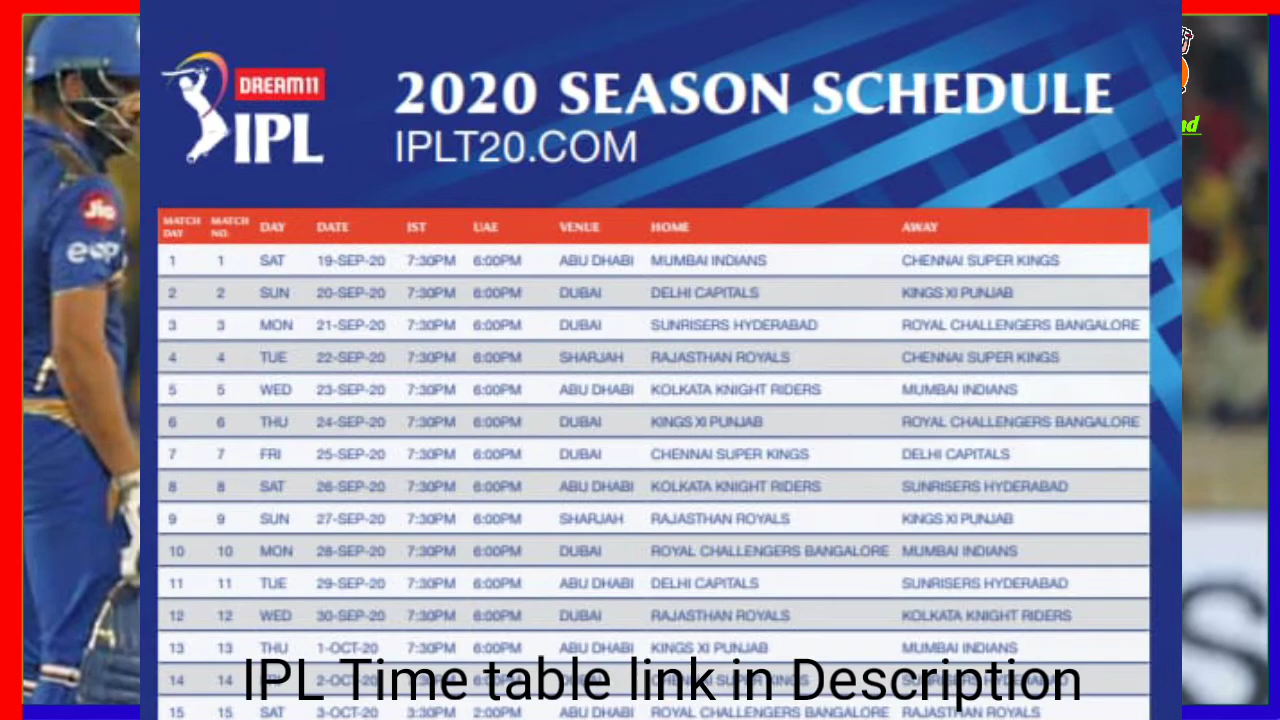 DREAM11
IPL
2020 SEASON SCHEDULE
IPLT20.COM
MATCH DAY MATCH NO. DAY DATE IST UAE VENUE HOME AWAY
1 1 SAT 19-SEP-20 7:30PM 6:00PM ABU DHABI MUMBAI INDIANS CHENNAI SUPER KINGS
2 2 SUN 20-SEP-20 7:30PM 6:00PM DUBAI DELHI CAPITALS KINGS XI PUNJAB
3 3 MON 21-SEP-20 7:30PM 6:00PM DUBAI SUNRISERS HYDERABAD ROYAL CHALLENGERS BANGALORE
4 4 TUE 22-SEP-20 7:30PM 6:00PM SHARJAH RAJASTHAN ROYALS CHENNAI SUPER KINGS
5 5 WED 23-SEP-20 7:30PM 6:00PM ABU DHABI KOLKATA KNIGHT RIDERS MUMBAI INDIANS
6 6 THU 24-SEP-20 7:30PM 6:00PM DUBAI KINGS XI PUNJAB ROYAL CHALLENGERS BANGALORE
7 7 FRI 25-SEP-20 7:30PM 6:00PM DUBAI CHENNAI SUPER KINGS DELHI CAPITALS
8 8 SAT 26-SEP-20 7:30PM 6:00PM ABU DHABI KOLKATA KNIGHT RIDERS SUNRISERS HYDERABAD
9 9 SUN 27-SEP-20 7:30PM 6:00PM SHARJAH RAJASTHAN ROYALS KINGS XI PUNJAB
10 10 MON 28-SEP-20 7:30PM 6:00PM DUBAI ROYAL CHALLENGERS BANGALORE MUMBAI INDIANS
11 11 TUE 29-SEP-20 7:30PM 6:00PM ABU DHABI DELHI CAPITALS SUNRISERS HYDERABAD
12 12 WED 30-SEP-20 7:30PM 6:00PM DUBAI RAJASTHAN ROYALS KOLKATA KNIGHT RIDERS
13 13 THU 1-OCT-20 7:30PM 6:00PM ABU DHABI KINGS XI PUNJAB MUMBAI INDIANS
14 14 2-OCT-20
IPL Time table link in Description
15 15 SAT 3-OCT-20 3:30PM 2:00PM ABU DHABI ROYAL CHALLENGERS BANGALORE RAJASTHAN ROYALS
Jio
nd
S